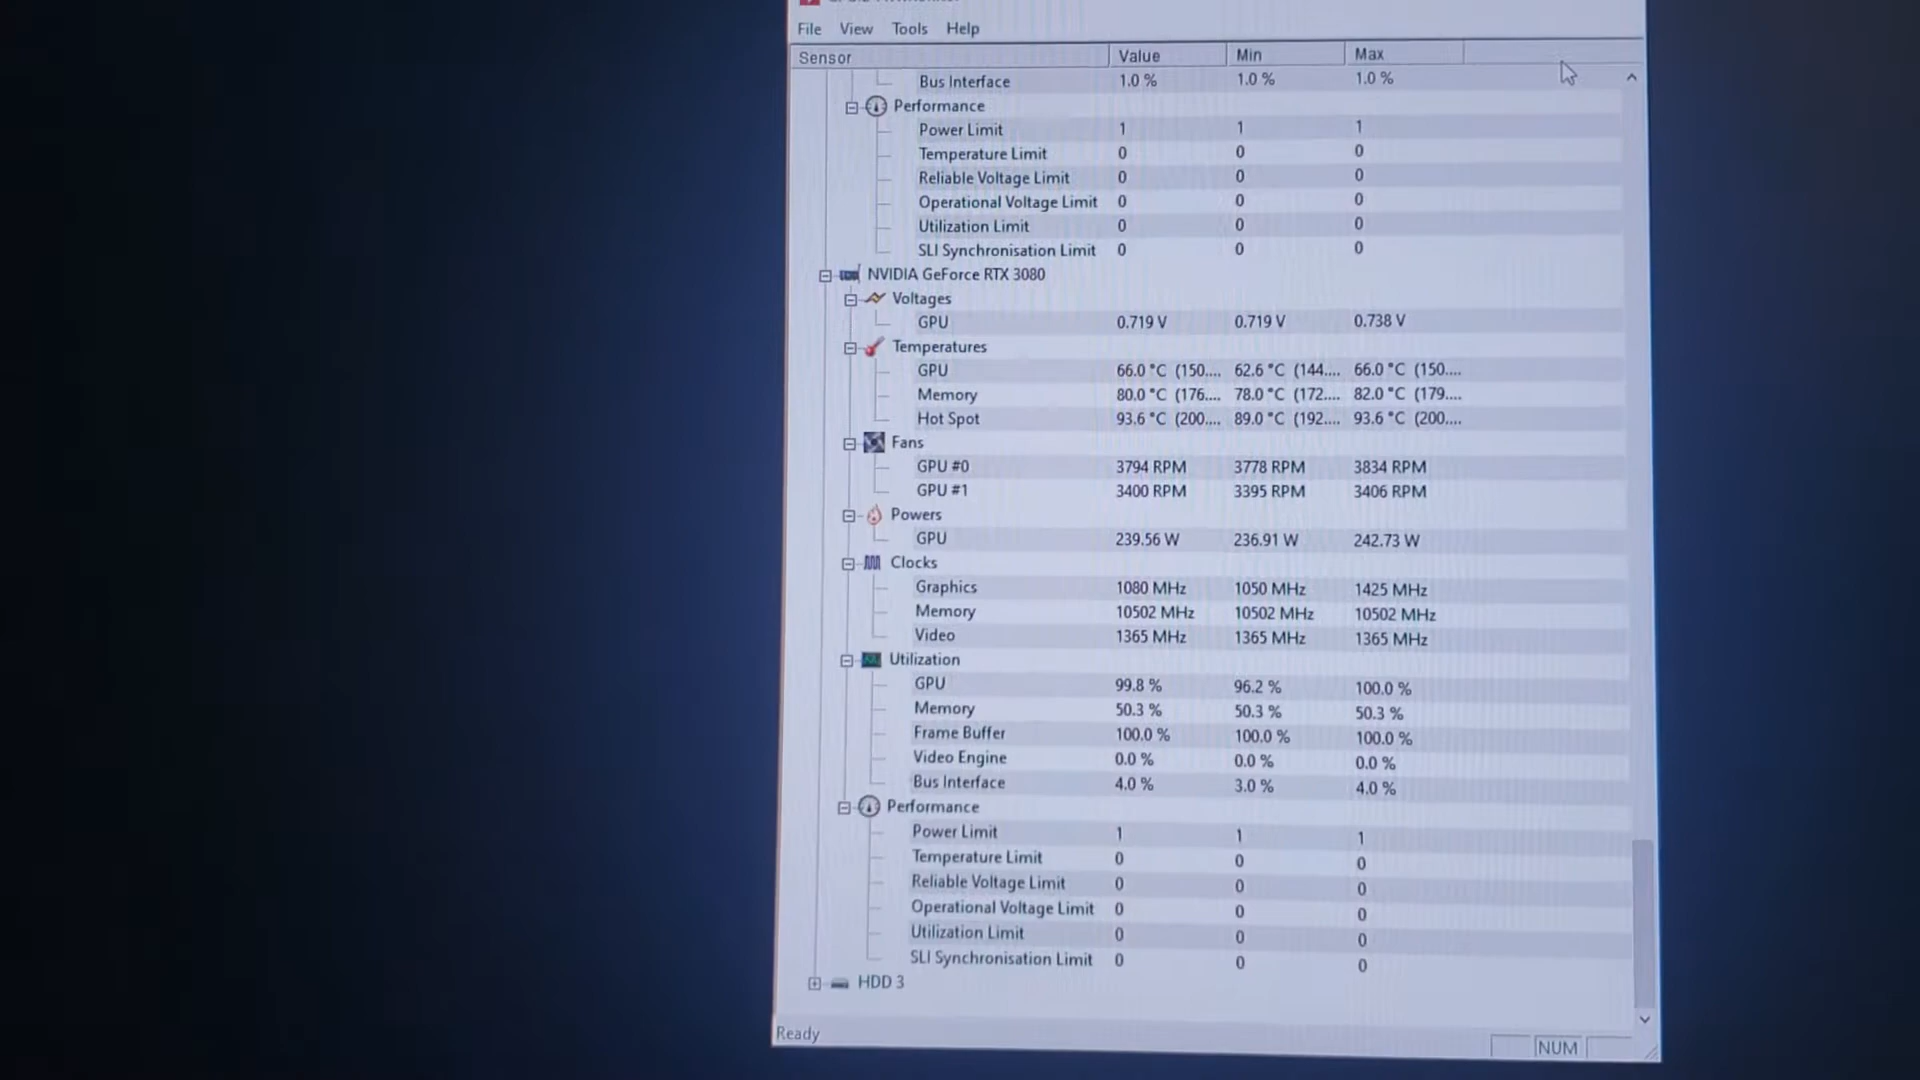 File View Tools Help
Sensor Value Min Max
Bus Interface 1.0 % 1.0 % 1.0 %
Performance
Power Limit 1 1 1
Temperature Limit 0 0 0
Reliable Voltage Limit 0 0 0
Operational Voltage Limit 0 0 0
Utilization Limit 0 0 0
SLI Synchronisation Limit 0 0 0
NVIDIA GeForce RTX 3080
Voltages
GPU 0.719 V 0.719 V 0.738 V
Temperatures
GPU 66.0 °C (150.... 62.6 °C (144.... 66.0 °C (150....
Memory 80.0 °C (176.... 78.0 °C (172.... 82.0 °C (179....
Hot Spot 93.6 °C (200.... 89.0 °C (192.... 93.6 °C (200....
Fans
GPU #0 3794 RPM 3778 RPM 3834 RPM
GPU #1 3400 RPM 3395 RPM 3406 RPM
Powers
GPU 239.56 W 236.91 W 242.73 W
Clocks
Graphics 1080 MHz 1050 MHz 1425 MHz
Memory 10502 MHz 10502 MHz 10502 MHz
Video 1365 MHz 1365 MHz 1365 MHz
Utilization
GPU 99.8 % 96.2 % 100.0 %
Memory 50.3 % 50.3 % 50.3 %
Frame Buffer 100.0 % 100.0 % 100.0 %
Video Engine 0.0 % 0.0 % 0.0 %
Bus Interface 4.0 % 3.0 % 4.0 %
Performance
Power Limit 1 1 1
Temperature Limit 0 0 0
Reliable Voltage Limit 0 0 0
Operational Voltage Limit 0 0 0
Utilization Limit 0 0 0
SLI Synchronisation Limit 0 0 0
HDD 3
Ready NUM